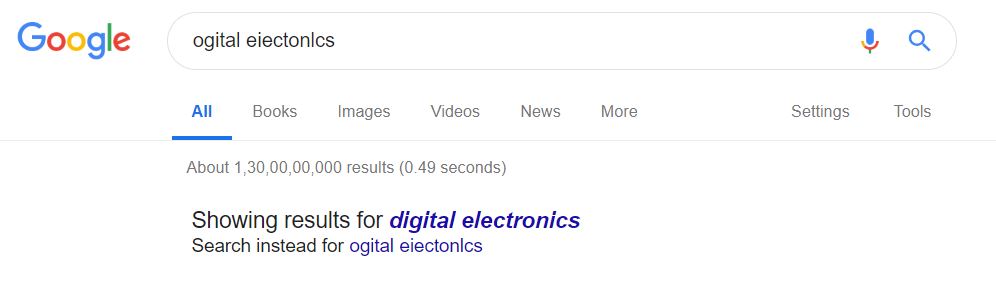 Google ogital eiectonlcs
All Books Images Videos News More Settings Tools
About 1,30,00,00,000 results (0.49 seconds)
Showing results for digital electronics
Search instead for ogital eiectonlcs